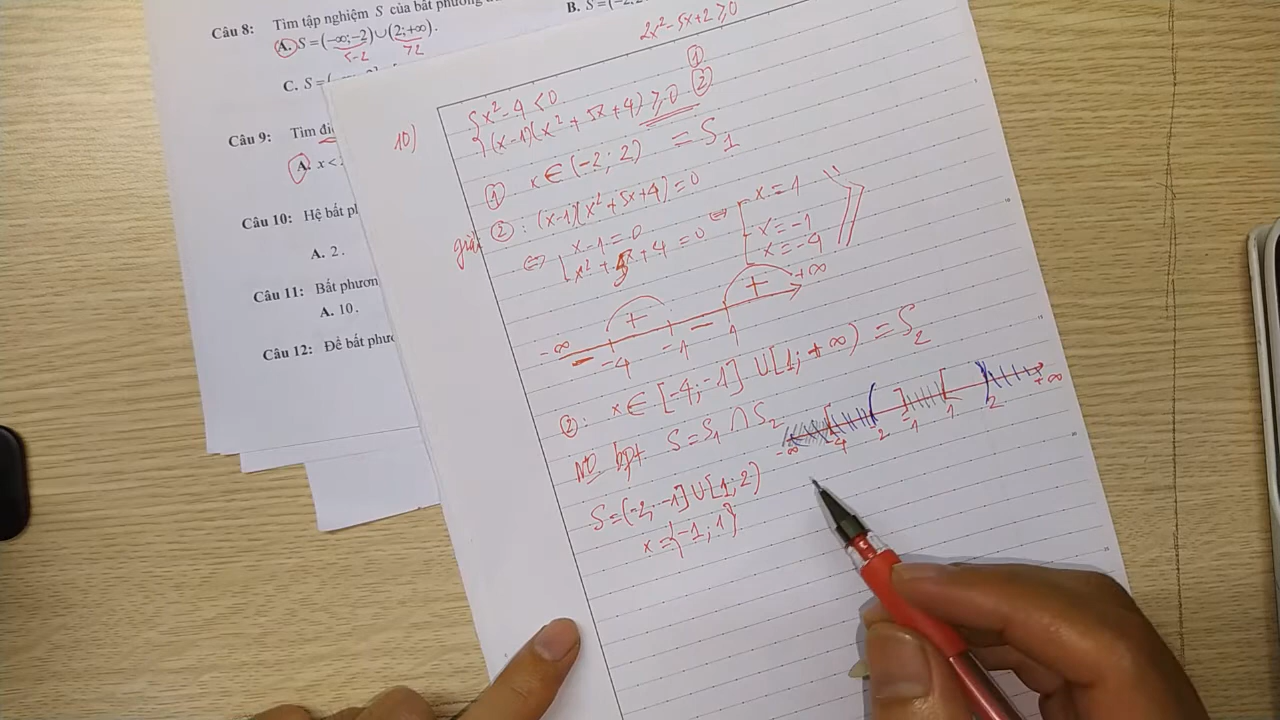 Câu 8: Tìm tập nghiệm S của bất phương
A. S = (−∞; −2) ∪ (2; +∞).
<-2 >2
B. S = (−2;
C. S = (
Câu 9: Tìm
A. x <
Câu 10: Hệ bất
A. 2.
Câu 11: Bất phươn
A. 10.
Câu 12: Để bất
2x² - 5x + 2 ≥ 0
10) { x² - 4 < 0 ①
{ (x-1)(x² + 5x + 4) ≥ 0 ②
① x ∈ (-2; 2) = S₁
giải ② : (x-1)(x² + 5x + 4) = 0
⇔ [ x - 1 = 0
[ x² + 5x + 4 = 0
⇔ [ x = 1
x = -1
x = -4
+ +
-∞ − -4 -1 − 1 +∞
② : x ∈ [-4; -1] ∪ [1; +∞) = S₂
NO bpt S = S₁ ∩ S₂
-∞ [ -4 ( 2 ] -1 [ 1 ) 2 +∞
S = (-2; -1] ∪ [1; 2)
x = {-1; 1}